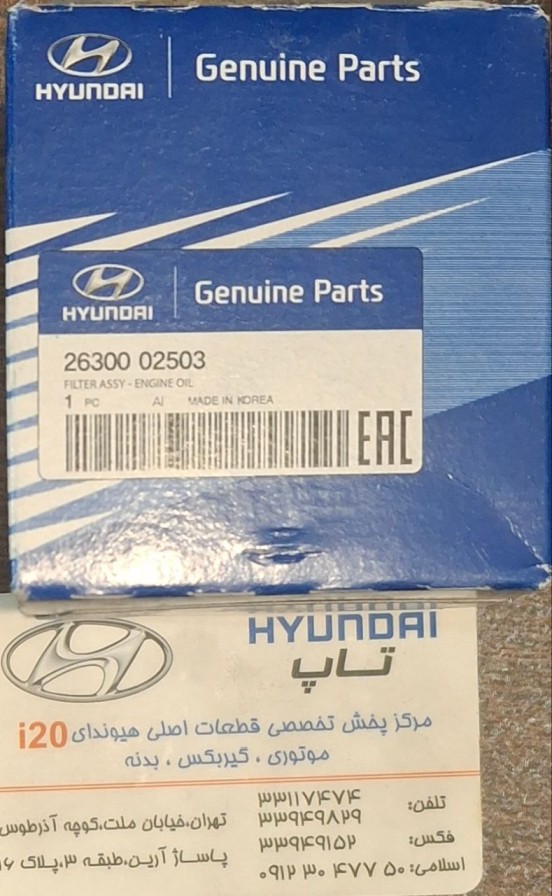 HYUNDAI
Genuine Parts
HYUNDAI
Genuine Parts
26300 02503
FILTER ASSY - ENGINE OIL
1 PC AI MADE IN KOREA
EAC
HYUNDAI
تاپ
مرکز پخش تخصصی قطعات اصلی هیوندای i20
موتوری ، گیربکس ، بدنه
تلفن: ۳۳۱۱۷۴۷۴
۳۳۹۴۹۸۲۹
فکس: ۳۳۹۴۹۱۵۲
اسلامی: ۰۹۱۲ ۳۰ ۴۷۷ ۵۰
تهران،خیابان ملت،کوچه آذرطوس
پاساژ آرین،طبقه ۳،پلاک ۱۶